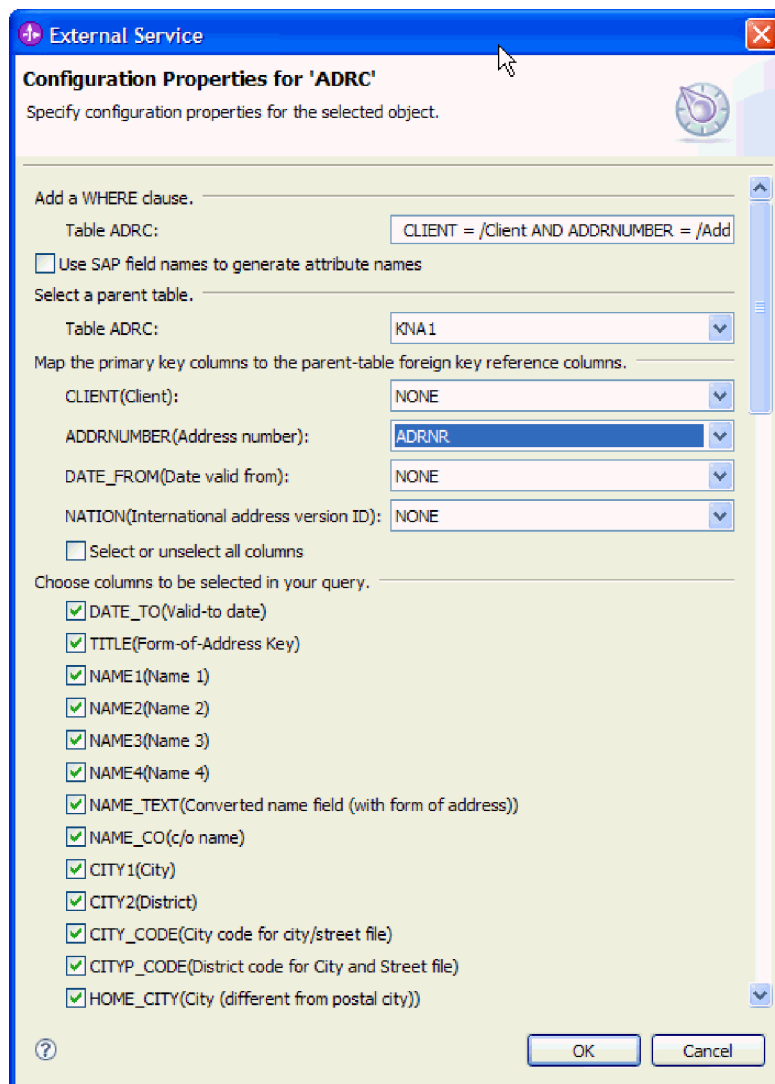 External Service
Configuration Properties for 'ADRC'
Specify configuration properties for the selected object.
Add a WHERE clause.
Table ADRC: CLIENT = /Client AND ADDRNUMBER = /Add
Use SAP field names to generate attribute names
Select a parent table.
Table ADRC: KNA1
Map the primary key columns to the parent-table foreign key reference columns.
CLIENT(Client): NONE
ADDRNUMBER(Address number): ADRNR
DATE_FROM(Date valid from): NONE
NATION(International address version ID): NONE
Select or unselect all columns
Choose columns to be selected in your query.
DATE_TO(Valid-to date)
TITLE(Form-of-Address Key)
NAME1(Name 1)
NAME2(Name 2)
NAME3(Name 3)
NAME4(Name 4)
NAME_TEXT(Converted name field (with form of address))
NAME_CO(c/o name)
CITY1(City)
CITY2(District)
CITY_CODE(City code for city/street file)
CITYP_CODE(District code for City and Street file)
HOME_CITY(City (different from postal city))
?
OK Cancel